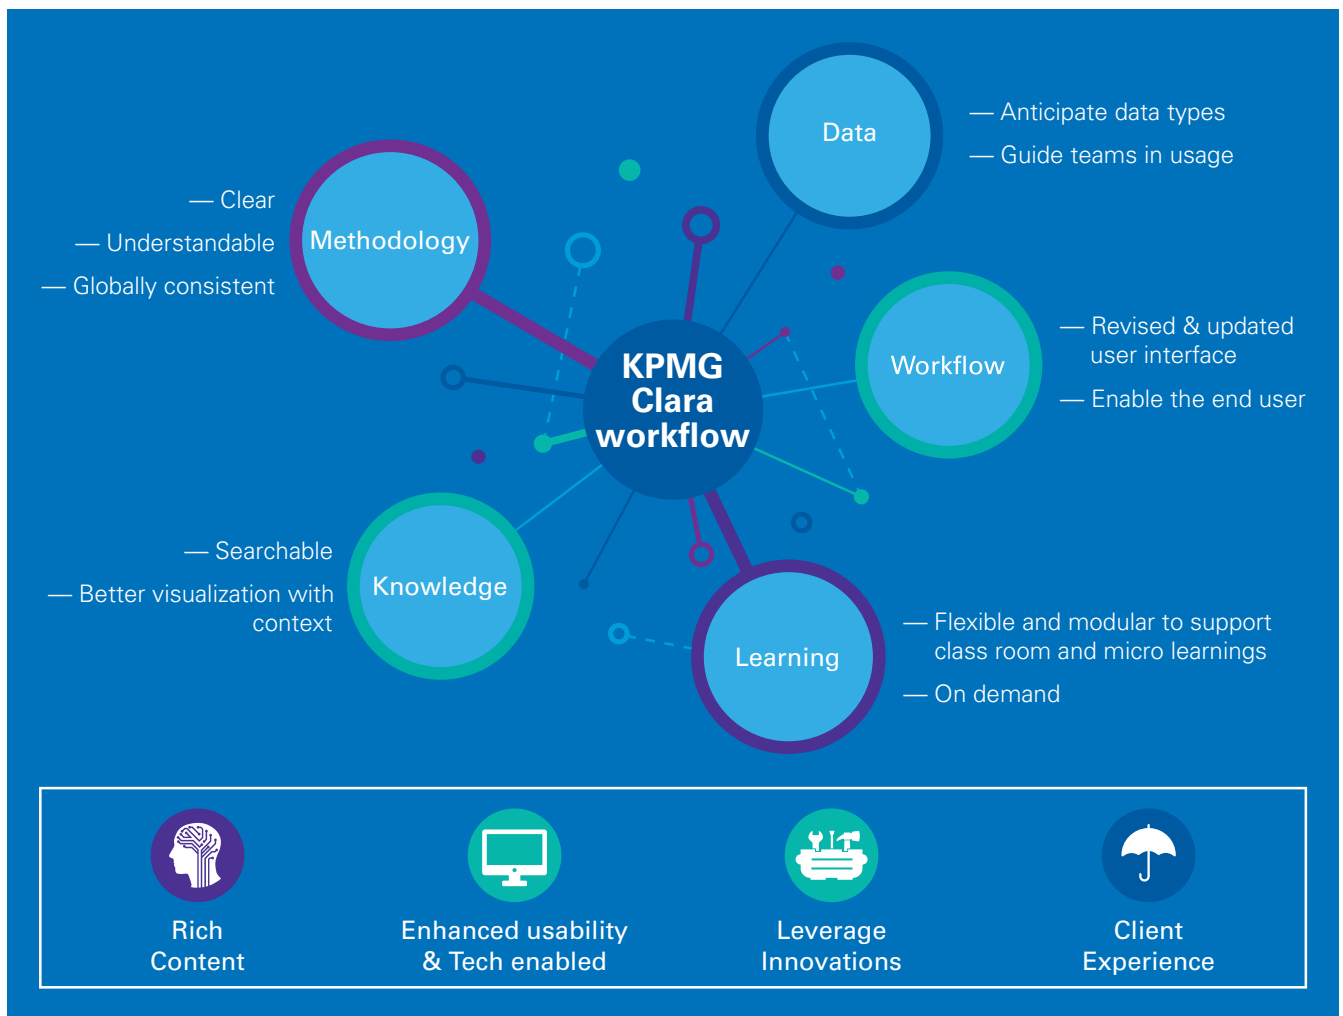 Data
— Anticipate data types
— Guide teams in usage
Methodology
— Clear
— Understandable
— Globally consistent
KPMG
Clara
workflow
Workflow
— Revised & updated
user interface
— Enable the end user
Knowledge
— Searchable
— Better visualization with
context
Learning
— Flexible and modular to support
class room and micro learnings
— On demand
Rich
Content
Enhanced usability
& Tech enabled
Leverage
Innovations
Client
Experience